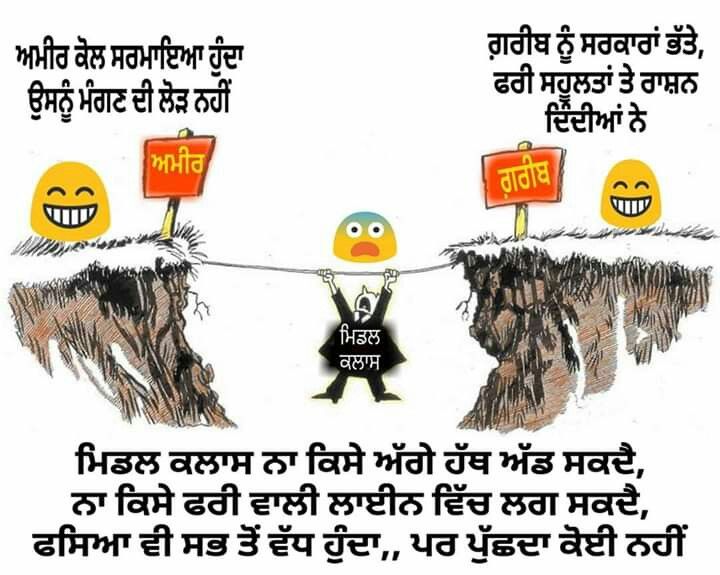 ਅਮੀਰ ਕੋਲ ਸਰਮਾਇਆ ਹੁੰਦਾ
ਉਸਨੂੰ ਮੰਗਣ ਦੀ ਲੋੜ ਨਹੀਂ
ਗ਼ਰੀਬ ਨੂੰ ਸਰਕਾਰਾਂ ਭੱਤੇ,
ਫਰੀ ਸਹੂਲਤਾਂ ਤੇ ਰਾਸ਼ਨ
ਦਿੰਦੀਆਂ ਨੇ
ਅਮੀਰ
ਗ਼ਰੀਬ
ਮਿਡਲ
ਕਲਾਸ
ਮਿਡਲ ਕਲਾਸ ਨਾ ਕਿਸੇ ਅੱਗੇ ਹੱਥ ਅੱਡ ਸਕਦੈ,
ਨਾ ਕਿਸੇ ਫਰੀ ਵਾਲੀ ਲਾਈਨ ਵਿੱਚ ਲਗ ਸਕਦੈ,
ਫਸਿਆ ਵੀ ਸਭ ਤੋਂ ਵੱਧ ਹੁੰਦਾ,, ਪਰ ਪੁੱਛਦਾ ਕੋਈ ਨਹੀਂ